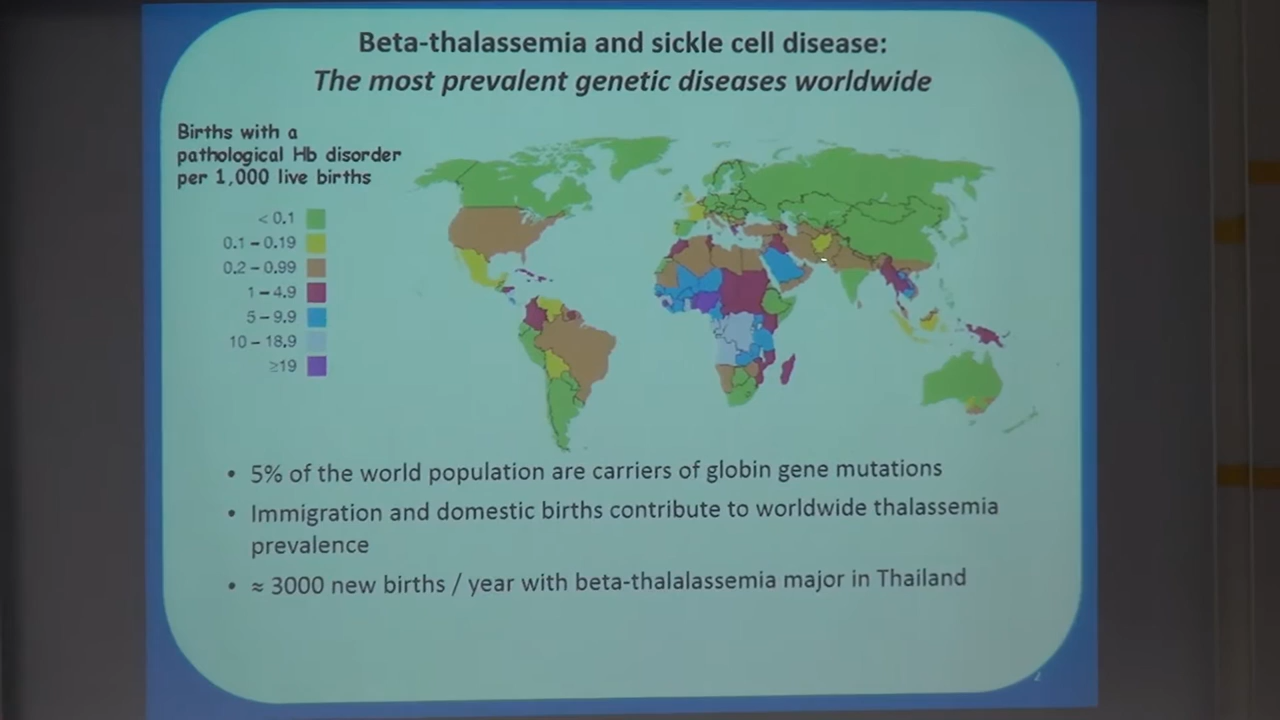 Beta-thalassemia and sickle cell disease:
The most prevalent genetic diseases worldwide
Births with a
pathological Hb disorder
per 1,000 live births
< 0.1
0.1 – 0.19
0.2 – 0.99
1 – 4.9
5 – 9.9
10 – 18.9
≥19
• 5% of the world population are carriers of globin gene mutations
• Immigration and domestic births contribute to worldwide thalassemia
prevalence
• ≈ 3000 new births / year with beta-thalalassemia major in Thailand